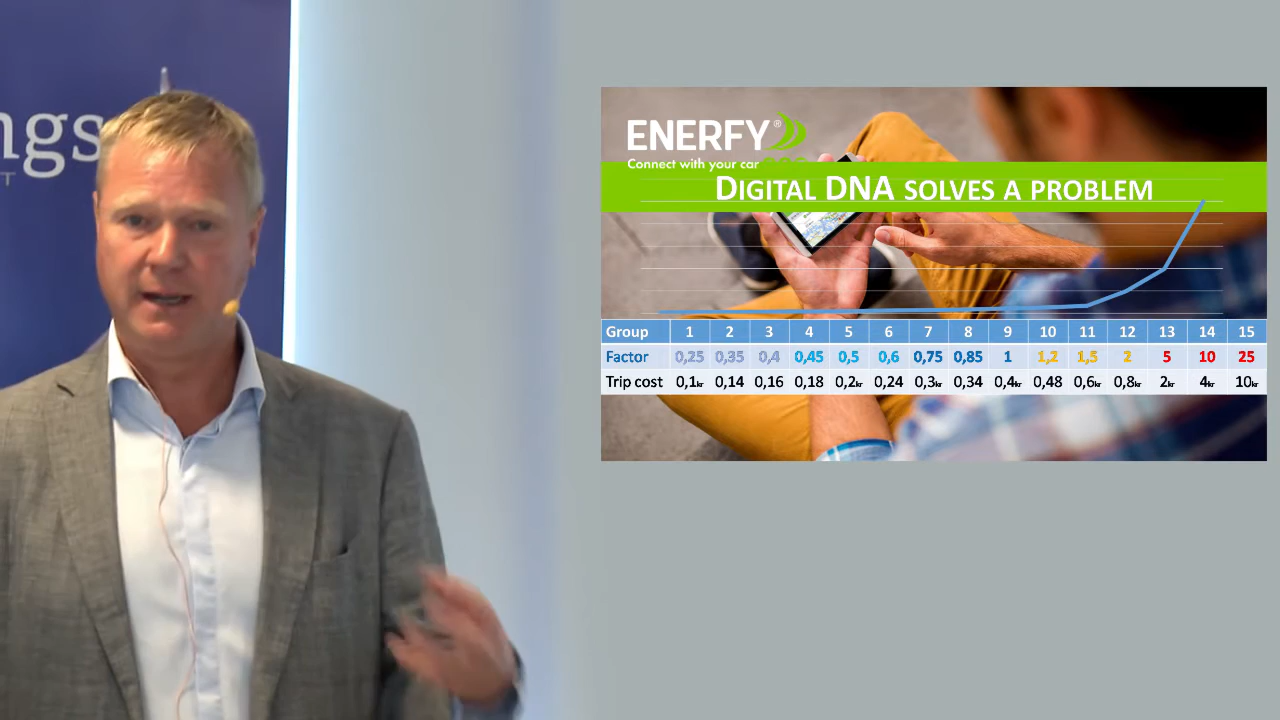 ngs
T
ENERFY®
Connect with your car
DIGITAL DNA SOLVES A PROBLEM
Group 1 2 3 4 5 6 7 8 9 10 11 12 13 14 15
Factor 0,25 0,35 0,4 0,45 0,5 0,6 0,75 0,85 1 1,2 1,5 2 5 10 25
Trip cost 0,1kr 0,14 0,16 0,18 0,2kr 0,24 0,3kr 0,34 0,4kr 0,48 0,6kr 0,8kr 2kr 4kr 10kr